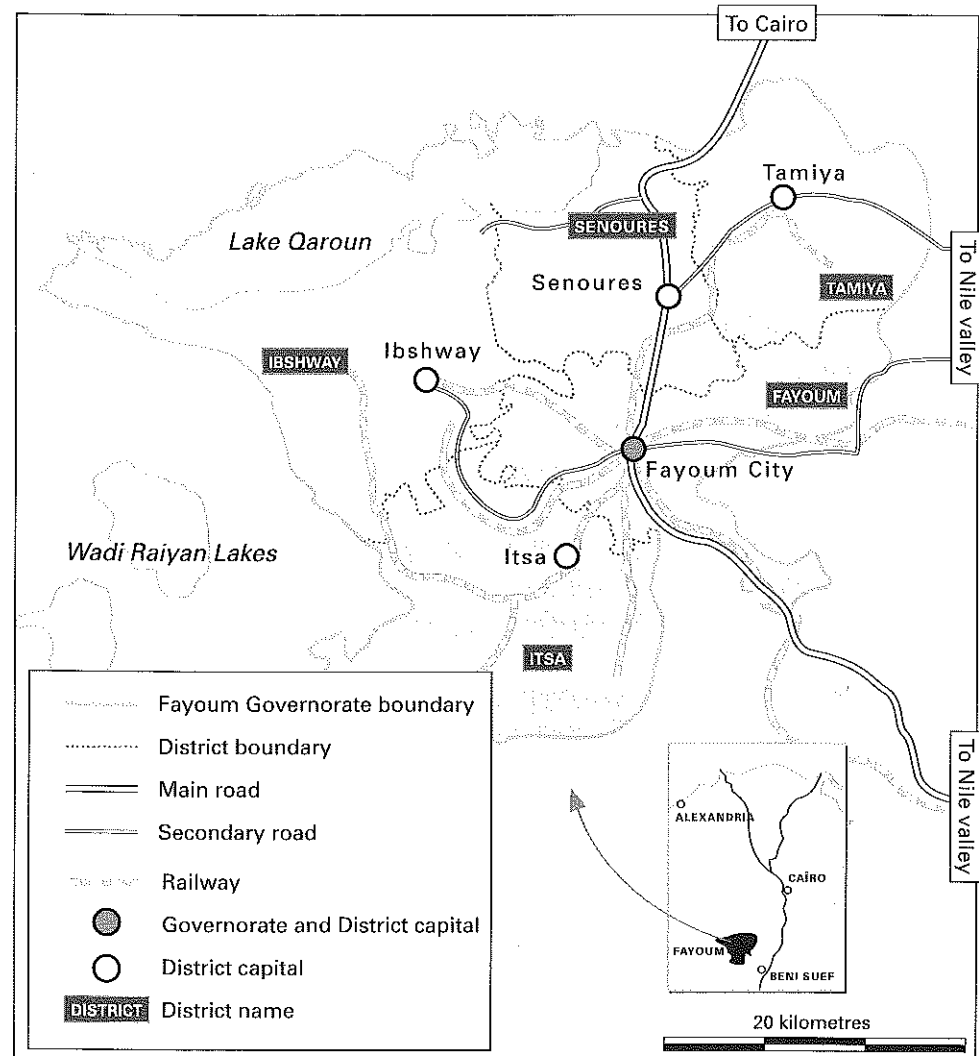 To Cairo
Tamiya
Lake Qaroun
SENOURES
To Nile valley
Senoures
TAMIYA
Ibshway
IBSHWAY
FAYOUM
Fayoum City
Wadi Raiyan Lakes
Itsa
ITSA
Fayoum Governorate boundary
District boundary
Main road
Secondary road
Railway
Governorate and District capital
District capital
DISTRICT District name
To Nile valley
ALEXANDRIA
CAÏRO
FAYOUM
BENI SUEF
20 kilometres